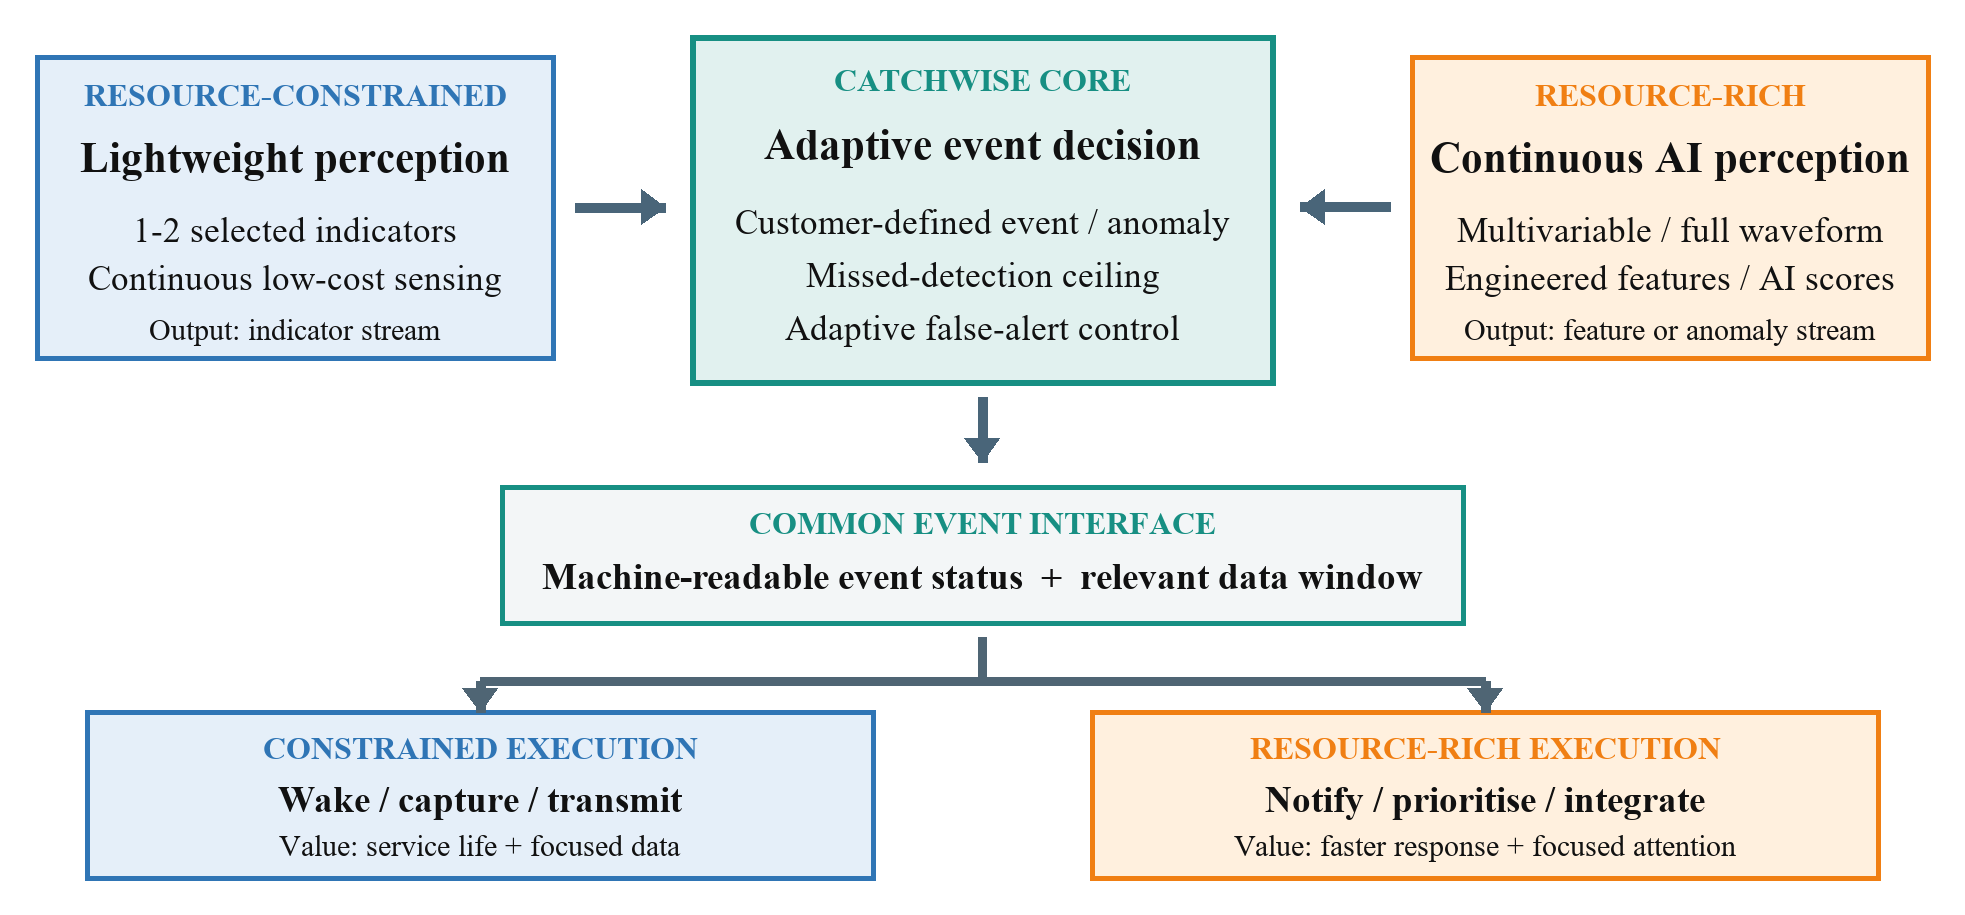 RESOURCE-CONSTRAINED
Lightweight perception
1-2 selected indicators
Continuous low-cost sensing
Output: indicator stream
CATCHWISE CORE
Adaptive event decision
Customer-defined event / anomaly
Missed-detection ceiling
Adaptive false-alert control
RESOURCE-RICH
Continuous AI perception
Multivariable / full waveform
Engineered features / AI scores
Output: feature or anomaly stream
COMMON EVENT INTERFACE
Machine-readable event status + relevant data window
CONSTRAINED EXECUTION
Wake / capture / transmit
Value: service life + focused data
RESOURCE-RICH EXECUTION
Notify / prioritise / integrate
Value: faster response + focused attention